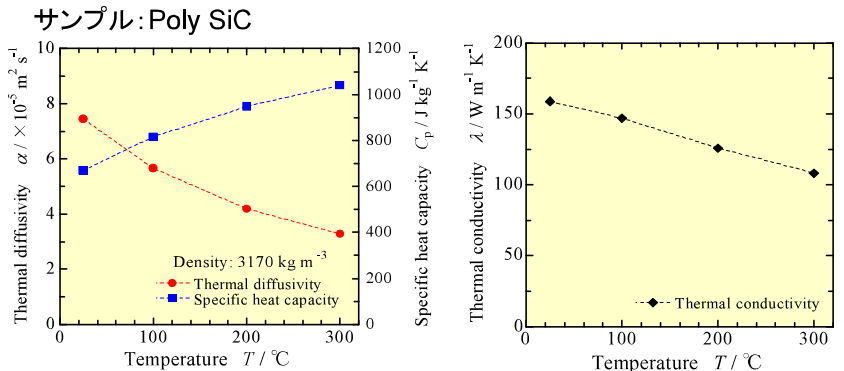 サンプル：Poly SiC
Thermal diffusivity α / ×10⁻⁵ m² s⁻¹
10
8
6
4
2
0
Density: 3170 kg m⁻³
Thermal diffusivity
Specific heat capacity
0 100 200 300
Temperature T / ℃
1200
1000
800
600
400
200
0
Specific heat capacity Cₚ / J kg⁻¹ K⁻¹
Thermal conductivity λ / W m⁻¹ K⁻¹
200
150
100
50
0
Thermal conductivity
0 100 200 300
Temperature T / ℃